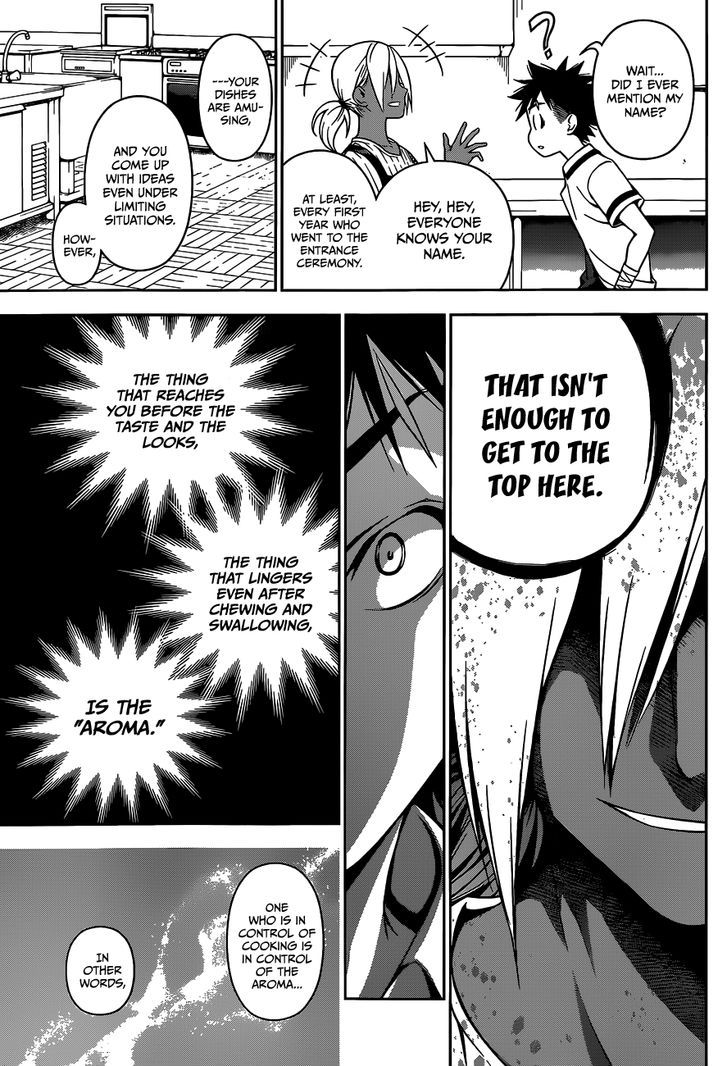 WAIT...
DID I EVER
MENTION MY
NAME?
?
HEY, HEY,
EVERYONE
KNOWS YOUR
NAME.
AT LEAST,
EVERY FIRST
YEAR WHO
WENT TO THE
ENTRANCE
CEREMONY.
---YOUR
DISHES
ARE AMU-
SING,
AND YOU
COME UP
WITH IDEAS
EVEN UNDER
LIMITING
SITUATIONS.
HOW-
EVER,
THAT ISN'T
ENOUGH TO
GET TO THE
TOP HERE.
THE THING
THAT REACHES
YOU BEFORE THE
TASTE AND THE
LOOKS,
THE THING
THAT LINGERS
EVEN AFTER
CHEWING AND
SWALLOWING,
IS THE
"AROMA."
ONE
WHO IS IN
CONTROL OF
COOKING IS
IN CONTROL
OF THE
AROMA...
IN
OTHER
WORDS,